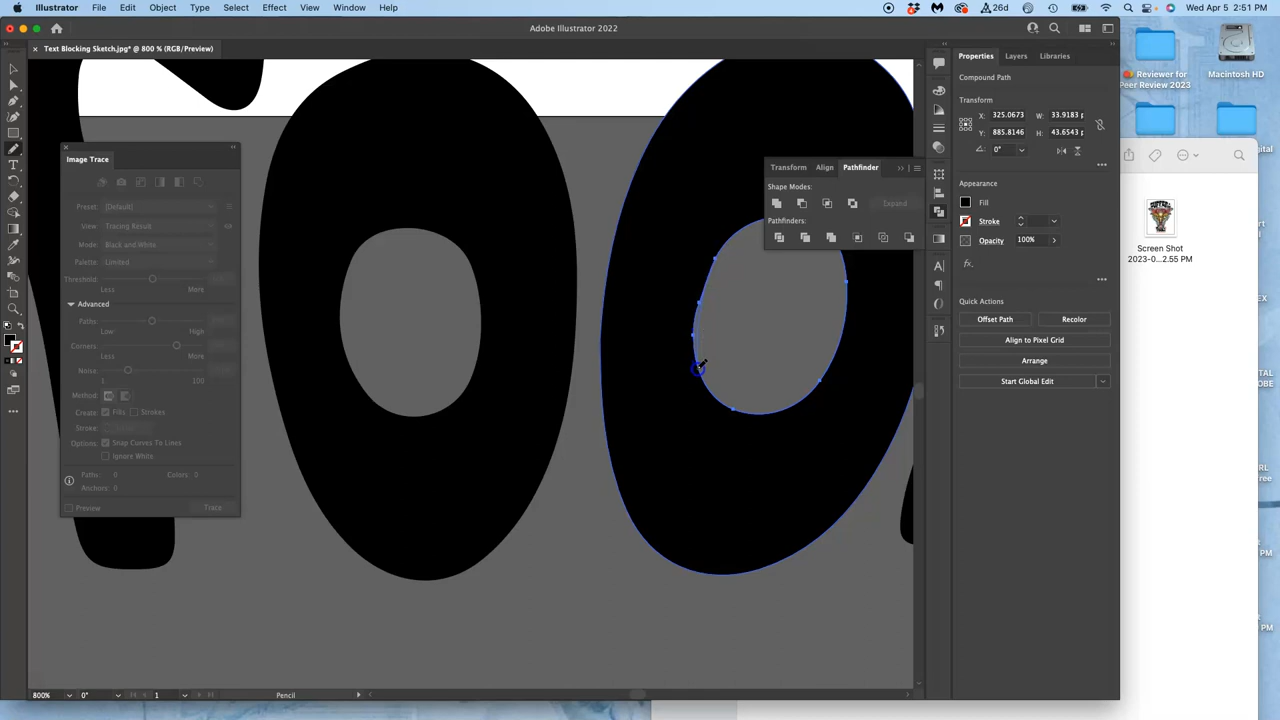 Illustrator File Edit Object Type Select Effect View Window Help
26d
Wed Apr 5 2:51 PM
Adobe Illustrator 2022
× Text Blocking Sketch.jpg* @ 800 % (RGB/Preview)
Properties Layers Libraries
Compound Path
Transform
X: 325.0673 W: 33.9183
Y: 885.8146 H: 43.6543
0°
Appearance
Fill
Stroke
Opacity 100%
fx.
Quick Actions
Offset Path Recolor
Align to Pixel Grid
Arrange
Start Global Edit
Transform Align Pathfinder
Shape Modes:
Expand
Pathfinders:
Image Trace
Preset: [Default]
View: Tracing Result
Mode: Black and White
Palette: Limited
Threshold:
Less More
Advanced
Paths:
Low High
Corners:
Less More
Noise:
1 100
Method:
Create: Fills Strokes
Stroke:
Options: Snap Curves To Lines
Ignore White
Paths: 0 Colors: 0
Anchors: 0
Preview Trace
800% 0° 1 Pencil
Reviewer for
Peer Review 2023
Macintosh HD
Screen Shot
2023-0...2.55 PM